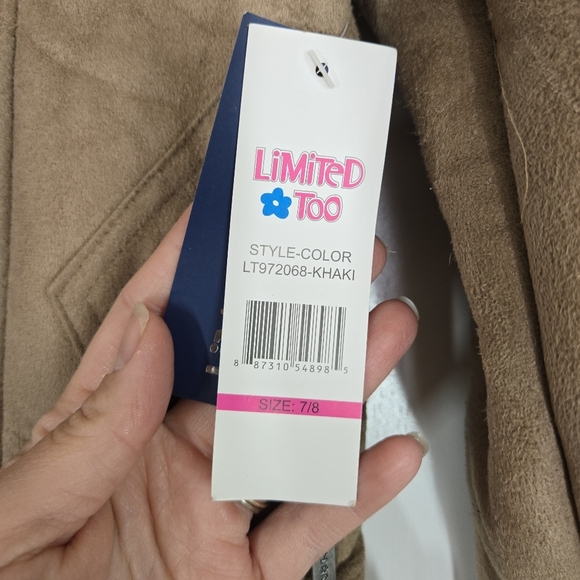 LiMiTeD
Too
STYLE-COLOR
LT972068-KHAKI
8 87310 54898 5
SIZE: 7/8